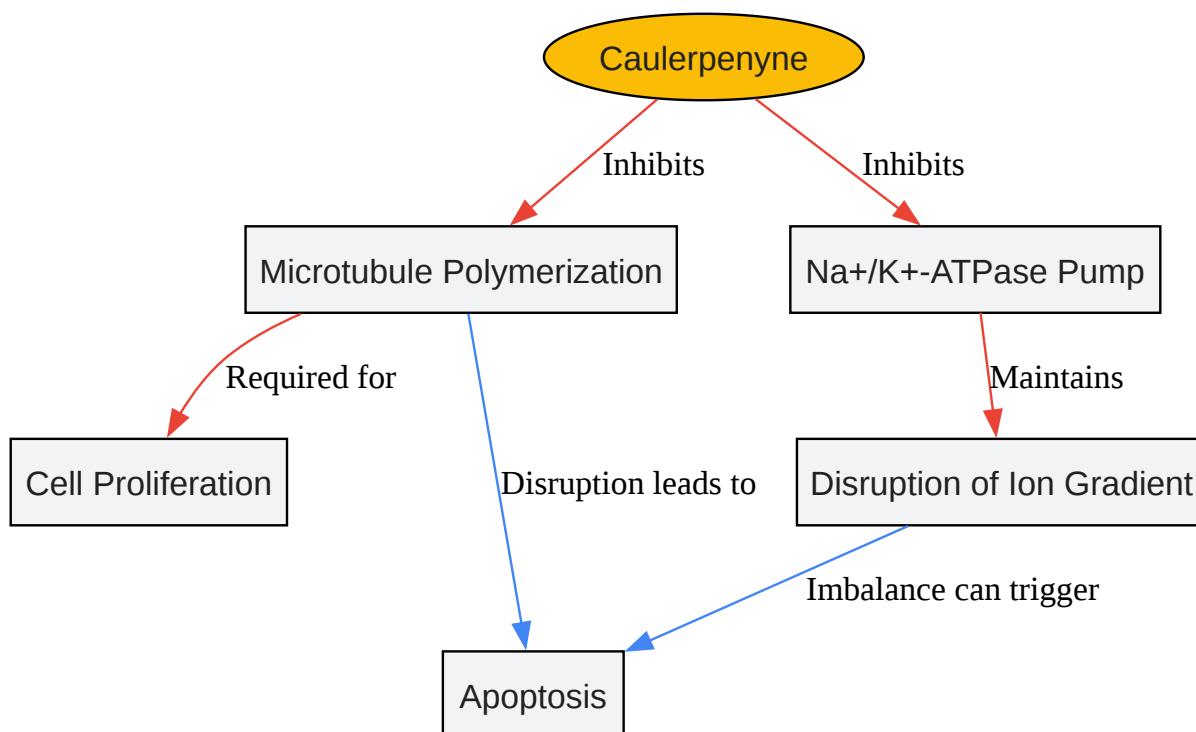 Caulerpenyne
Inhibits
Inhibits
Microtubule Polymerization
Na+/K+-ATPase Pump
Required for
Maintains
Cell Proliferation
Disruption leads to
Disruption of Ion Gradient
Imbalance can trigger
Apoptosis